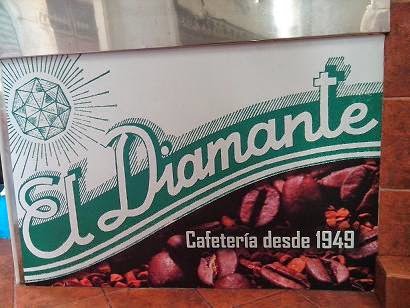 El Diamante
Cafetería desde 1949